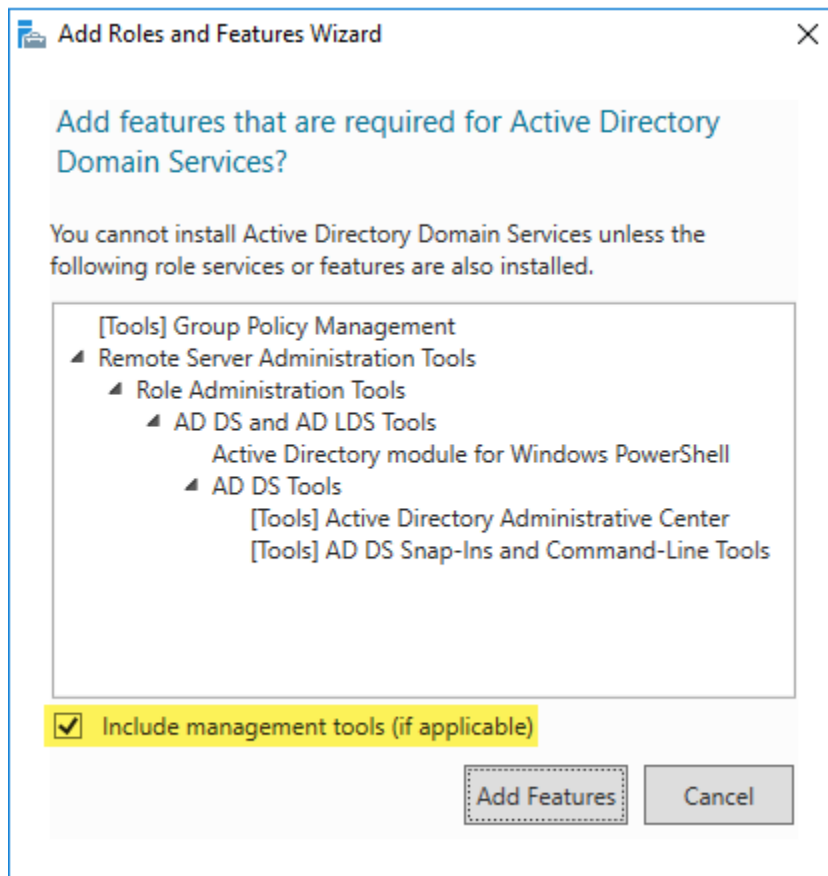 Add Roles and Features Wizard
Add features that are required for Active Directory
Domain Services?
You cannot install Active Directory Domain Services unless the
following role services or features are also installed.
[Tools] Group Policy Management
Remote Server Administration Tools
Role Administration Tools
AD DS and AD LDS Tools
Active Directory module for Windows PowerShell
AD DS Tools
[Tools] Active Directory Administrative Center
[Tools] AD DS Snap-Ins and Command-Line Tools
Include management tools (if applicable)
Add Features Cancel